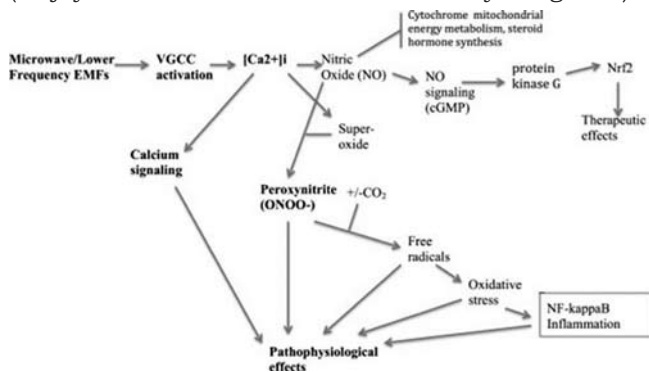 Cytochrome mitochondrial
energy metabolism, steroid
hormone synthesis
Microwave/Lower
Frequency EMFs
VGCC
activation
[Ca2+]i
Nitric
Oxide (NO)
NO
signaling
(cGMP)
protein
kinase G
Nrf2
Therapeutic
effects
Super-
oxide
Calcium
signaling
Peroxynitrite
(ONOO-)
+/-CO₂
Free
radicals
Oxidative
stress
NF-kappaB
Inflammation
Pathophysiological
effects